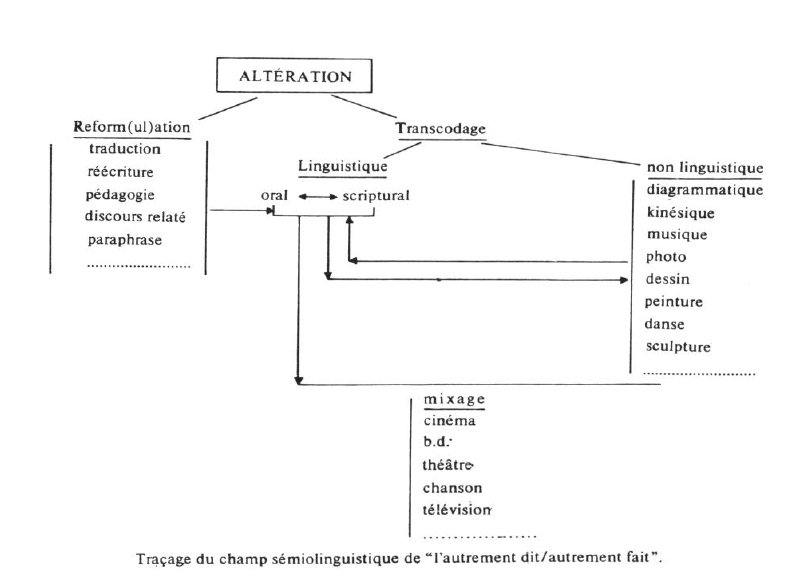 ALTÉRATION
Reform(ul)ation
traduction
réécriture
pédagogie
discours relaté
paraphrase
..........................
Transcodage
Linguistique
oral scriptural
non linguistique
diagrammatique
kinésique
musique
photo
dessin
peinture
danse
sculpture
..........................
mixage
cinéma
b.d.
théâtre
chanson
télévision
..........................
Traçage du champ sémiolinguistique de “l'autrement dit/autrement fait”.